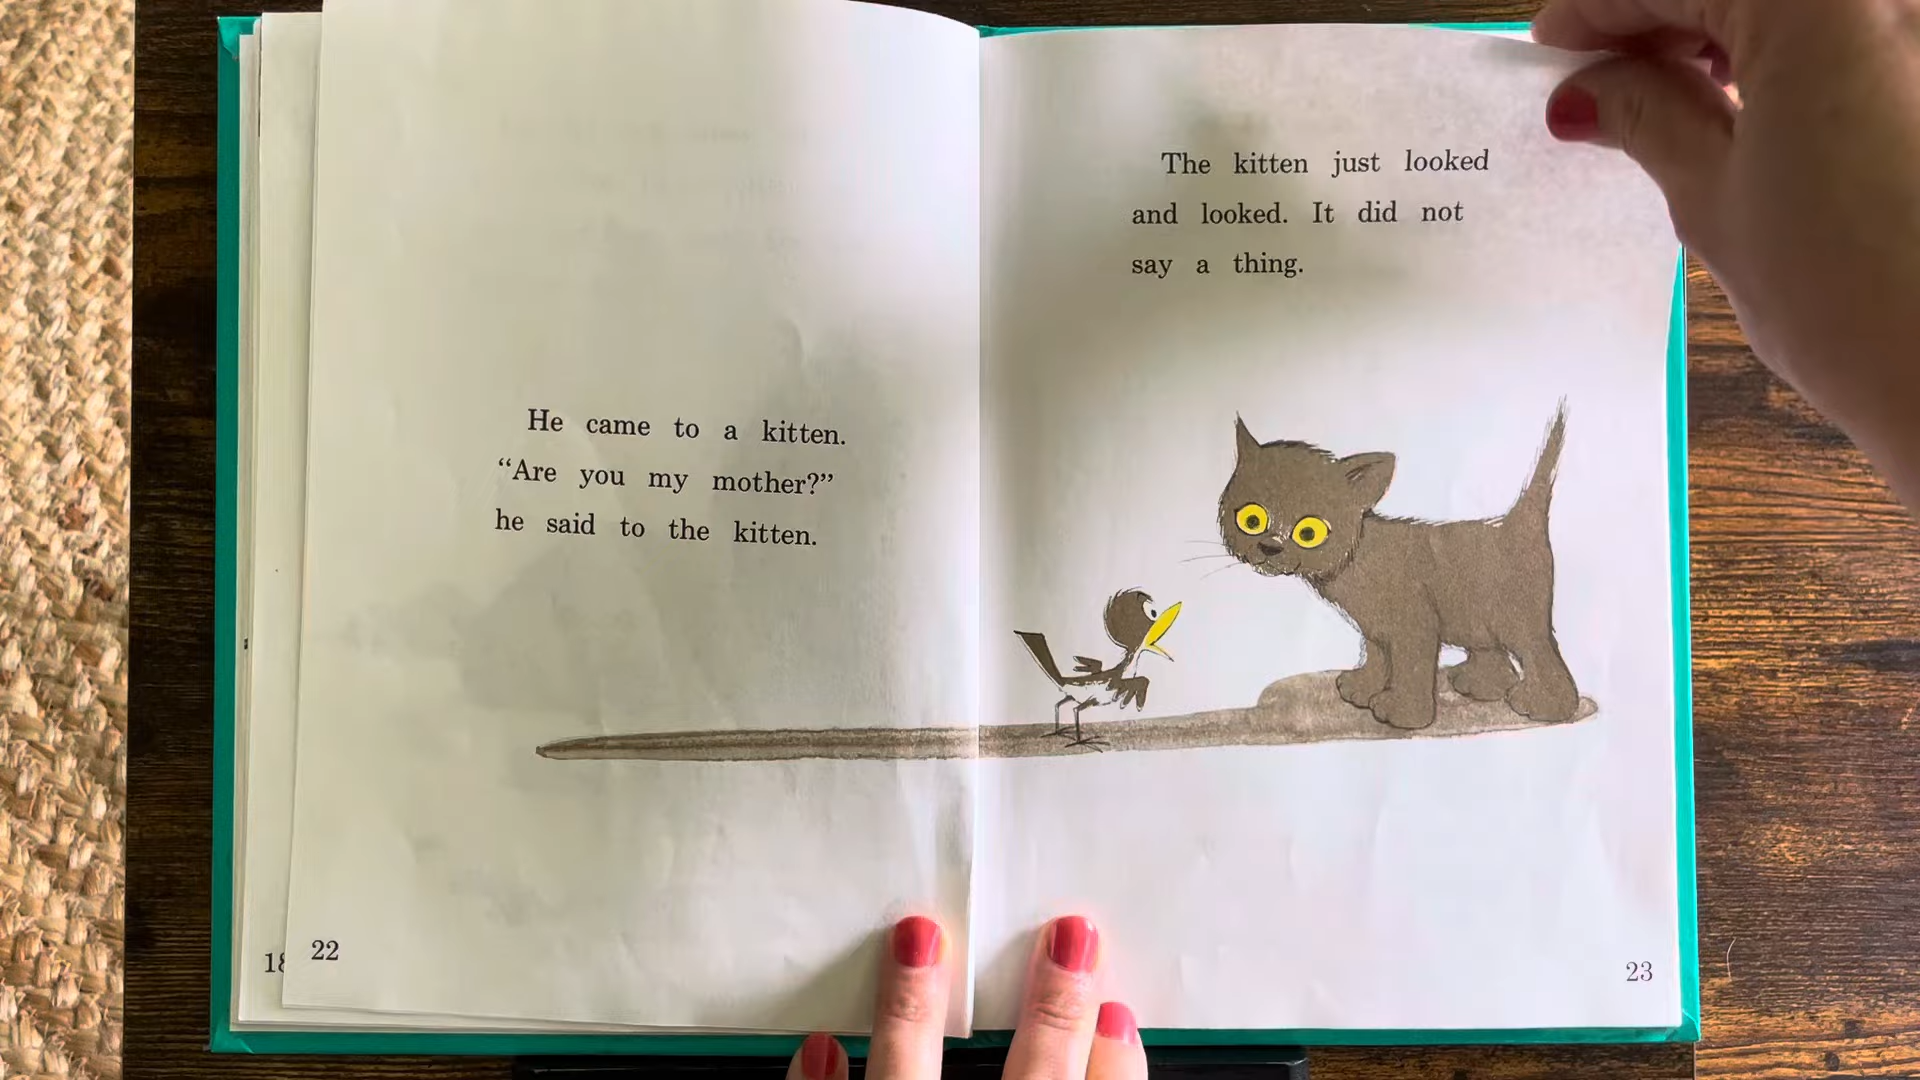 He came to a kitten.
“Are you my mother?”
he said to the kitten.
22
The kitten just looked
and looked. It did not
say a thing.
23